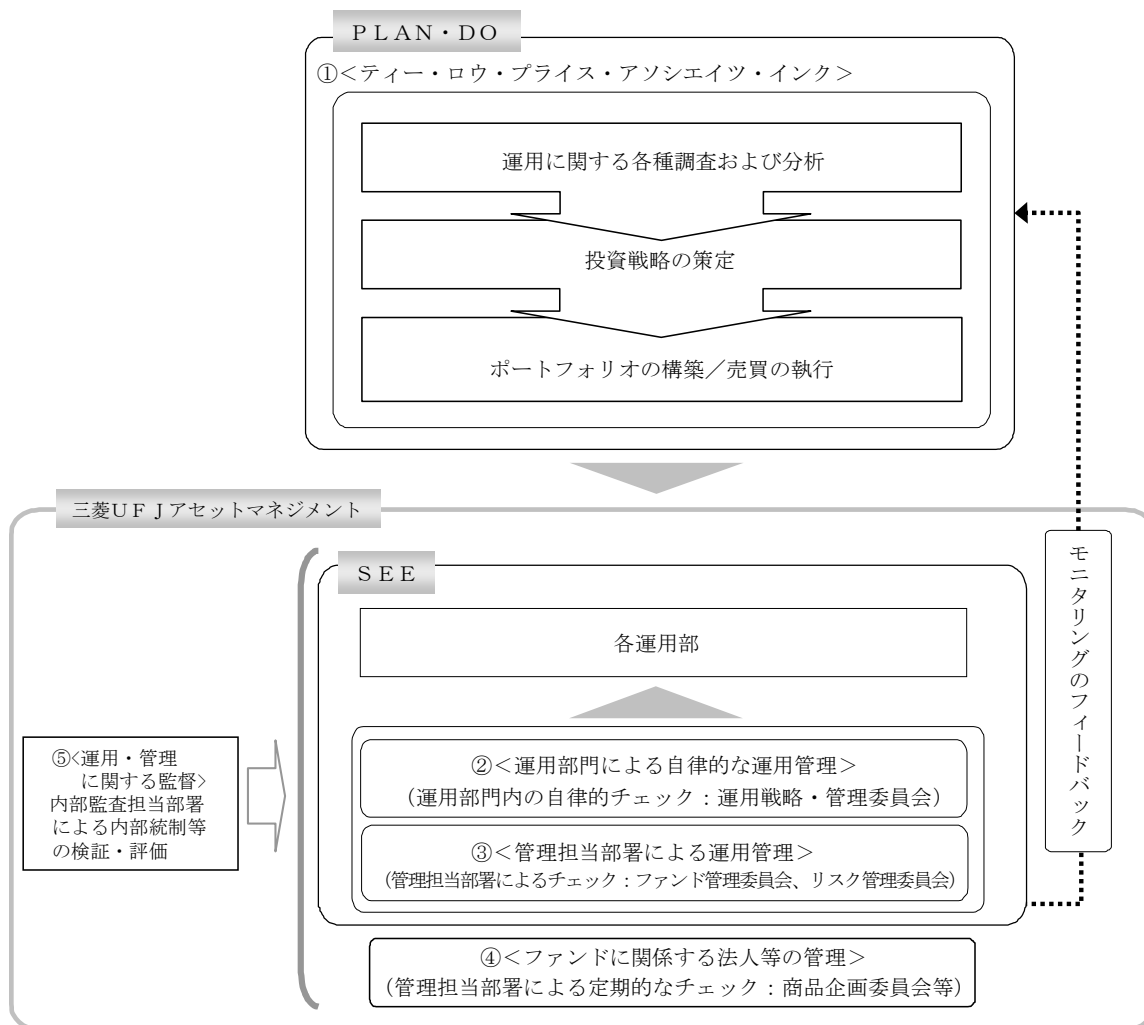 ＰＬＡＮ・ＤＯ
①＜ティー・ロウ・プライス・アソシエイツ・インク＞
運用に関する各種調査および分析
投資戦略の策定
ポートフォリオの構築／売買の執行
三菱ＵＦＪアセットマネジメント
ＳＥＥ
各運用部
②＜運用部門による自律的な運用管理＞
（運用部門内の自律的チェック：運用戦略・管理委員会）
③＜管理担当部署による運用管理＞
（管理担当部署によるチェック：ファンド管理委員会、リスク管理委員会）
④＜ファンドに関係する法人等の管理＞
（管理担当部署による定期的なチェック：商品企画委員会等）
⑤<運用・管理
に関する監督>
内部監査担当部署
による内部統制等
の検証・評価
モニタリングのフィードバック